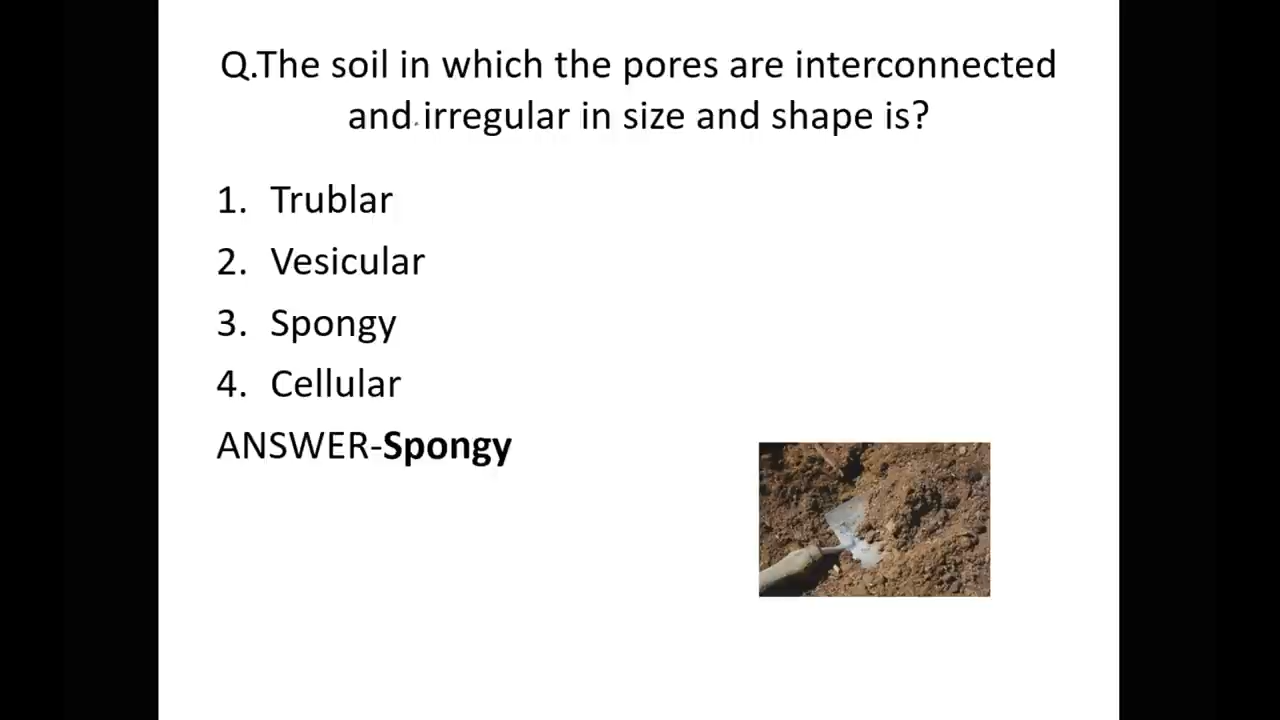 Q.The soil in which the pores are interconnected
and irregular in size and shape is?
1. Trublar
2. Vesicular
3. Spongy
4. Cellular
ANSWER-Spongy